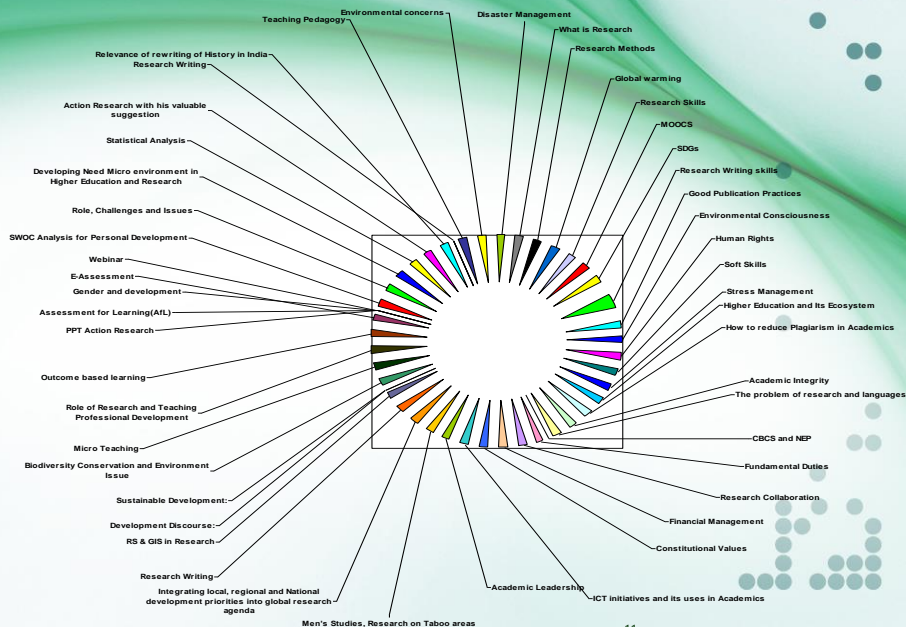 Environmental concerns
Disaster Management
Teaching Pedagogy
What is Research
Research Methods
Relevance of rewriting of History in India
Research Writing
Global warming
Action Research with his valuable
suggestion
Research Skills
MOOCS
Statistical Analysis
SDGs
Developing Need Micro environment in
Higher Education and Research
Research Writing skills
Good Publication Practices
Role, Challenges and Issues
Environmental Consciousness
SWOC Analysis for Personal Development
Human Rights
Webinar
Soft Skills
E-Assessment
Gender and development
Stress Management
Higher Education and Its Ecosystem
Assessment for Learning(AfL)
PPT Action Research
How to reduce Plagiarism in Academics
Outcome based learning
Academic Integrity
The problem of research and languages
Role of Research and Teaching
Professional Development
Micro Teaching
CBCS and NEP
Biodiversity Conservation and Environment
Issue
Fundamental Duties
Sustainable Development:
Research Collaboration
Development Discourse:
Financial Management
RS & GIS in Research
Constitutional Values
Research Writing
Integrating local, regional and National
development priorities into global research
agenda
Academic Leadership
ICT initiatives and its uses in Academics
Men's Studies, Research on Taboo areas